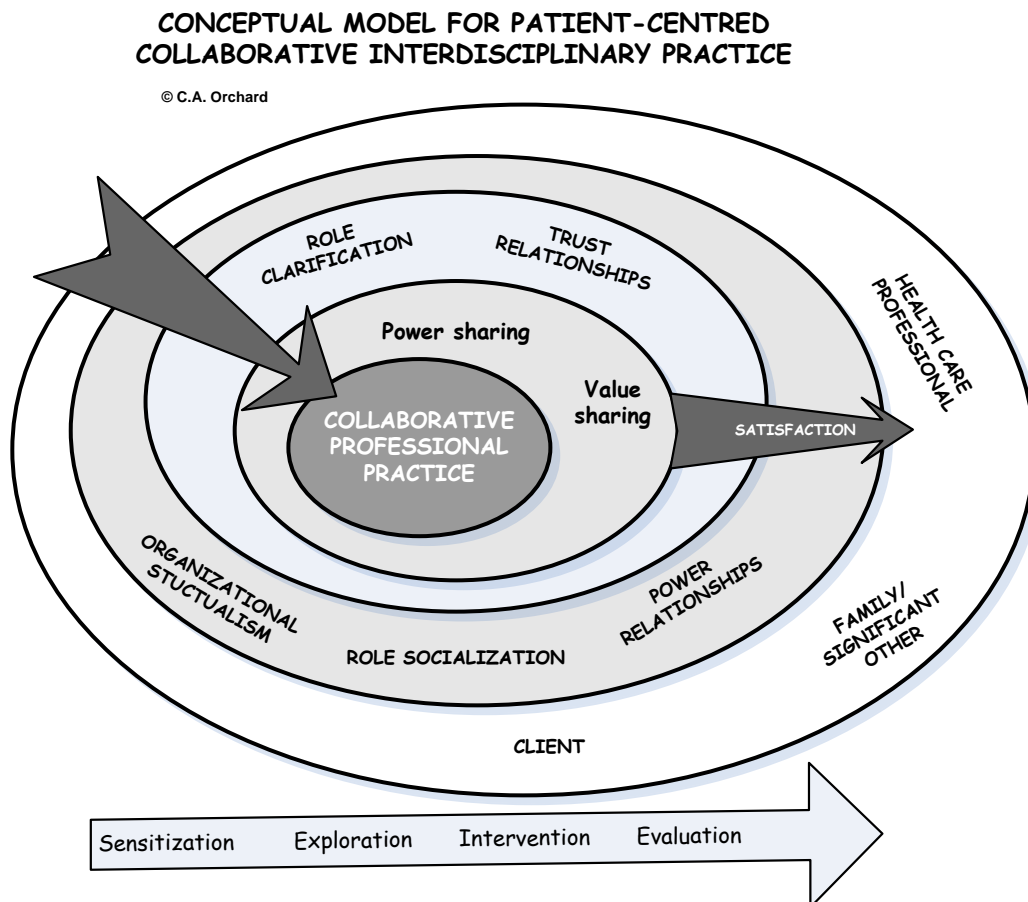 CONCEPTUAL MODEL FOR PATIENT-CENTRED
COLLABORATIVE INTERDISCIPLINARY PRACTICE
© C.A. Orchard
ROLE
CLARIFICATION
TRUST
RELATIONSHIPS
HEALTH CARE
PROFESSIONAL
Power sharing
Value
sharing
COLLABORATIVE
PROFESSIONAL
PRACTICE
SATISFACTION
ORGANIZATIONAL
STUCTUALISM
ROLE SOCIALIZATION
POWER
RELATIONSHIPS
FAMILY/
SIGNIFICANT
OTHER
CLIENT
Sensitization Exploration Intervention Evaluation